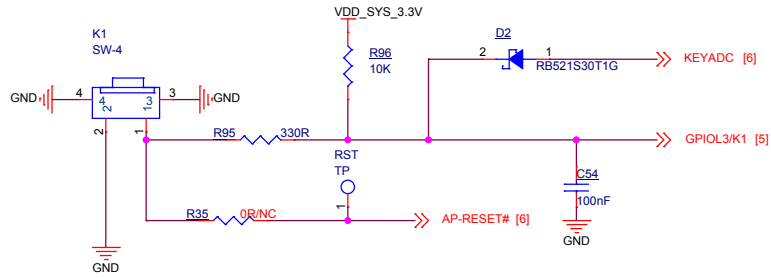 VDD_SYS_3.3V
K1
SW-4
R96
10K
D2
2
1
RB521S30T1G
KEYADC [6]
GND
4
4
2
1
3
3
GND
2
1
R95
330R
GPIOL3/K1 [5]
RST
TP
1
C54
100nF
R35
0R/NC
AP-RESET# [6]
GND
GND